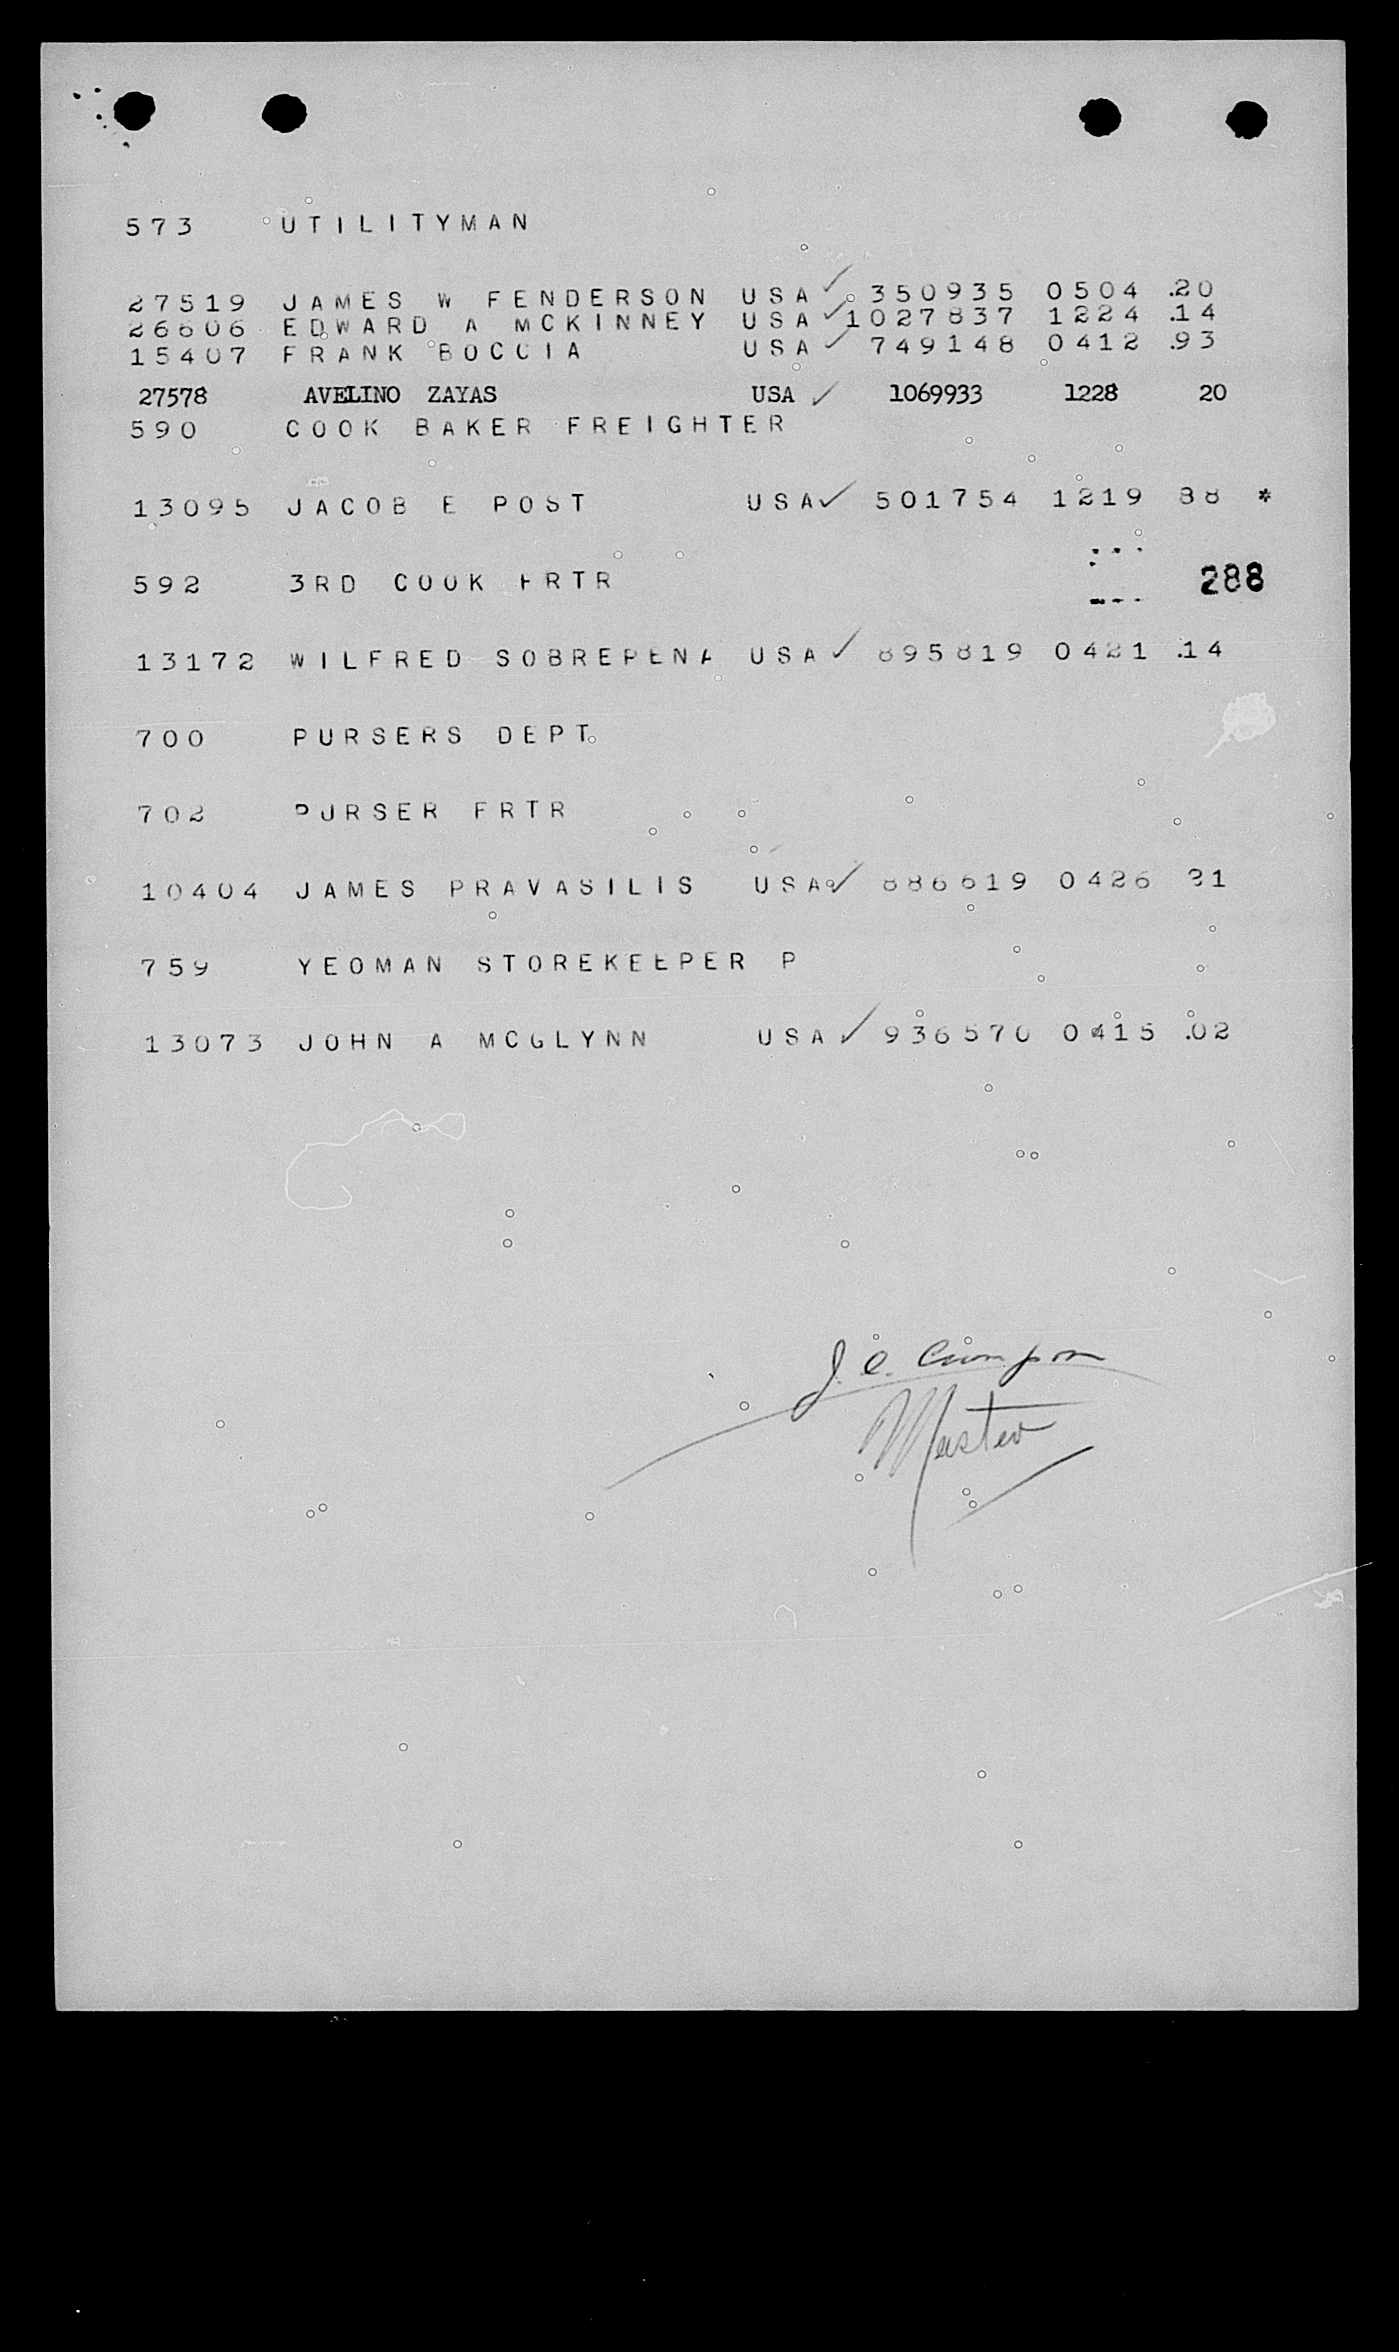 573 UTILITYMAN
27519 JAMES W FENDERSON USA ✓ 350935 0504 .20
26606 EDWARD A MCKINNEY USA ✓ 1027837 1224 .14
15407 FRANK BOCCIA USA ✓ 749148 0412 .93
27578 AVELINO ZAYAS USA ✓ 1069933 1228 20
590 COOK BAKER FREIGHTER
13095 JACOB E POST USA ✓ 501754 1219 88 *
592 3RD COOK FRTR 288
13172 WILFRED SOBREPENA USA ✓ 895819 0421 .14
700 PURSERS DEPT
702 PURSER FRTR
10404 JAMES PRAVASILIS USA ✓ 886619 0426 21
759 YEOMAN STOREKEEPER P
13073 JOHN A MCGLYNN USA ✓ 936570 0415 .02
J. C.
Master